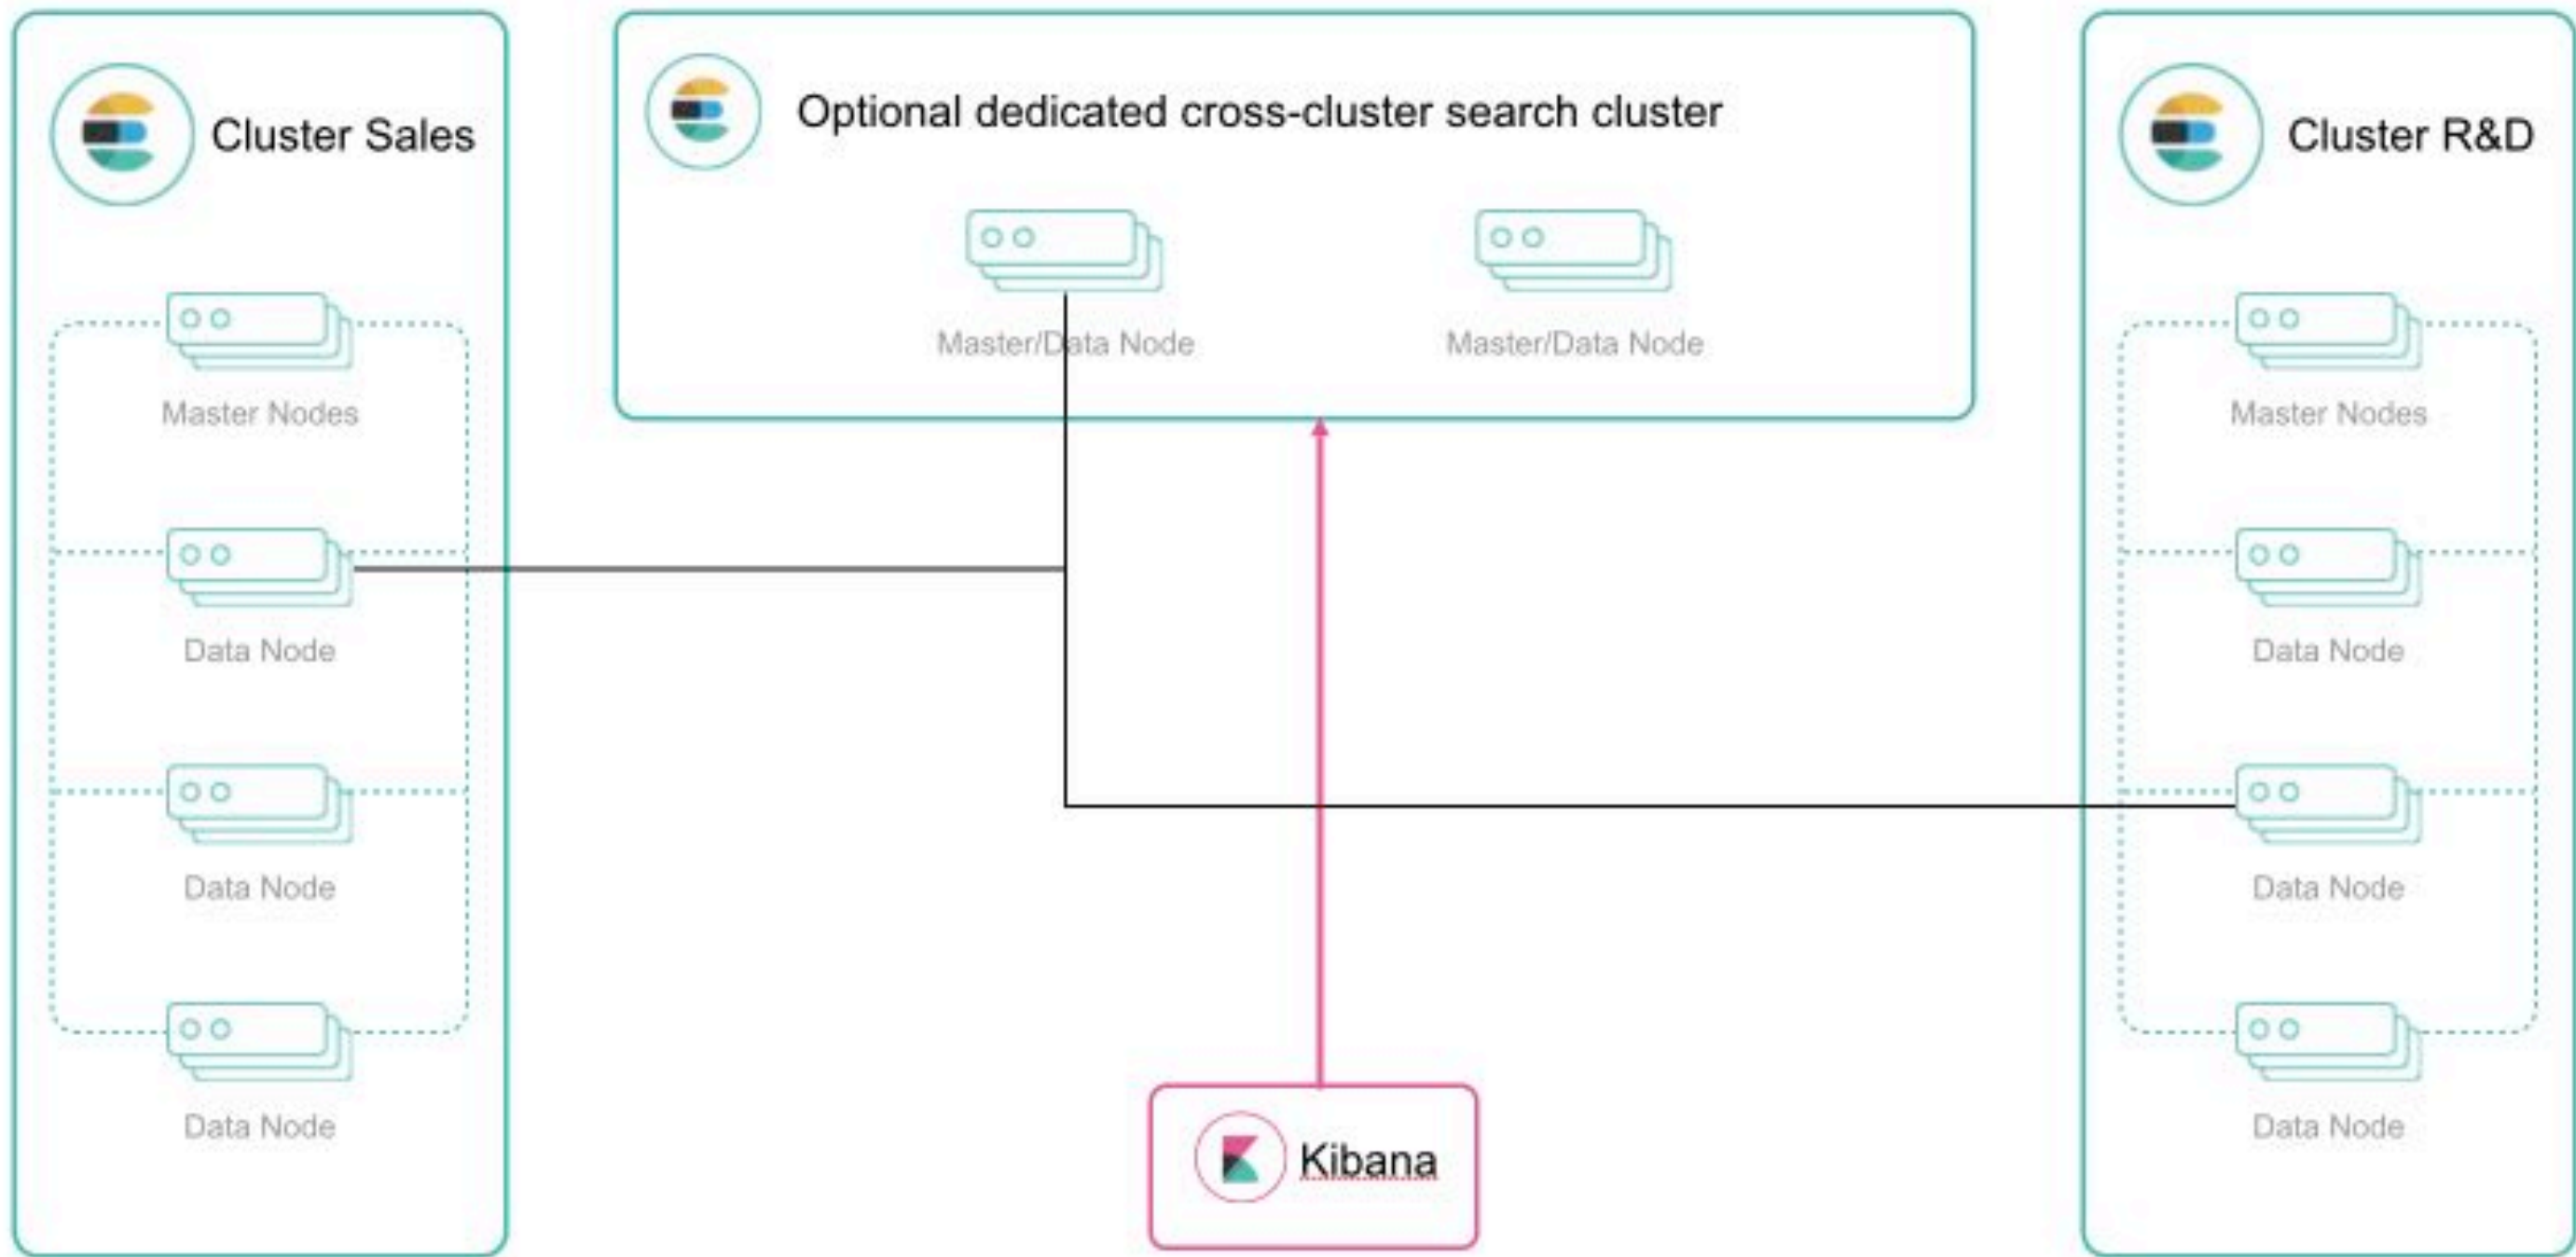 Cluster Sales
Master Nodes
Data Node
Data Node
Data Node
Optional dedicated cross-cluster search cluster
Master/Data Node
Master/Data Node
Kibana
Cluster R&D
Master Nodes
Data Node
Data Node
Data Node